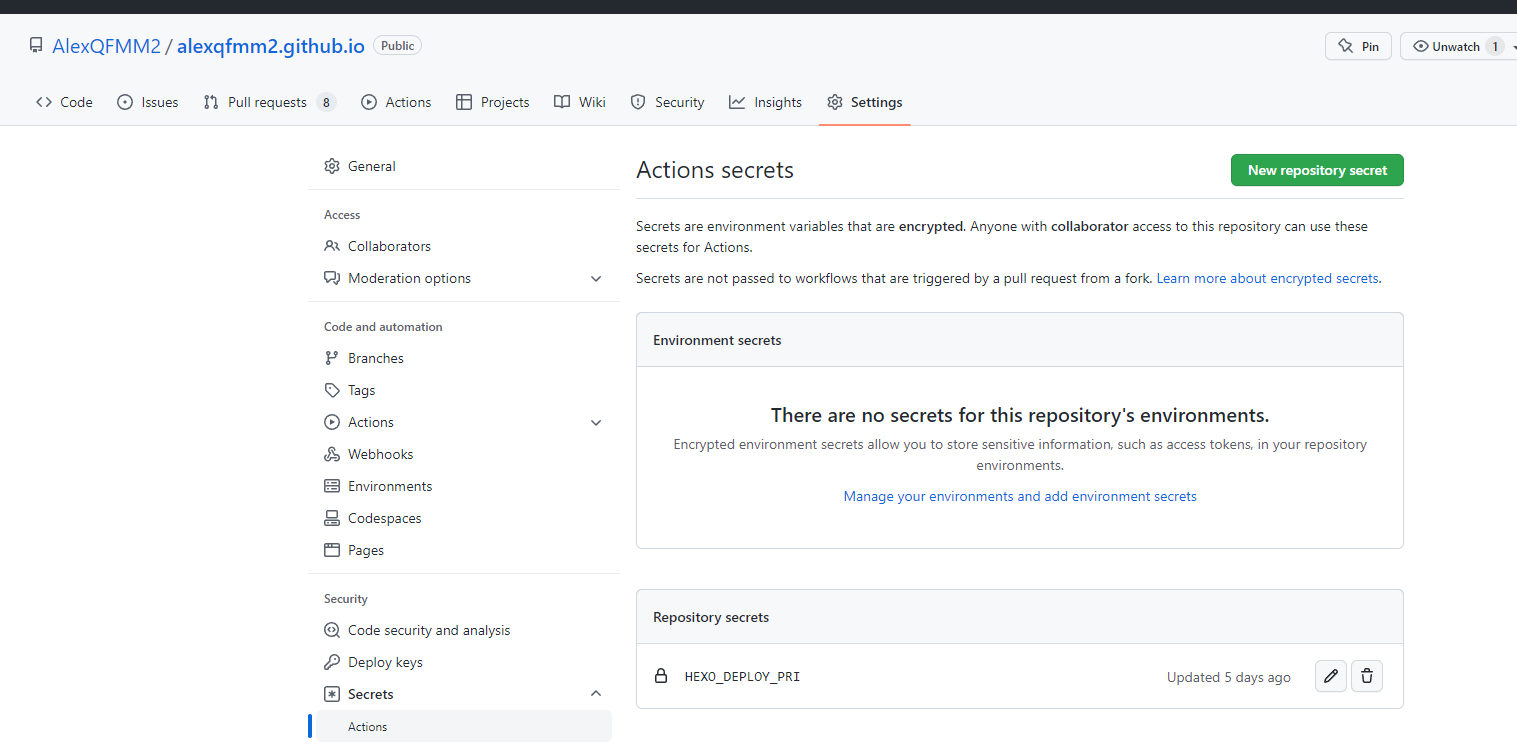 AlexQFMM2 / alexqfmm2.github.io Public
Pin
Unwatch 1
Code
Issues
Pull requests 8
Actions
Projects
Wiki
Security
Insights
Settings
General
Access
Collaborators
Moderation options
Code and automation
Branches
Tags
Actions
Webhooks
Environments
Codespaces
Pages
Security
Code security and analysis
Deploy keys
Secrets
Actions
Actions secrets
New repository secret
Secrets are environment variables that are encrypted. Anyone with collaborator access to this repository can use these
secrets for Actions.
Secrets are not passed to workflows that are triggered by a pull request from a fork. Learn more about encrypted secrets.
Environment secrets
There are no secrets for this repository's environments.
Encrypted environment secrets allow you to store sensitive information, such as access tokens, in your repository
environments.
Manage your environments and add environment secrets
Repository secrets
HEXO_DEPLOY_PRI
Updated 5 days ago